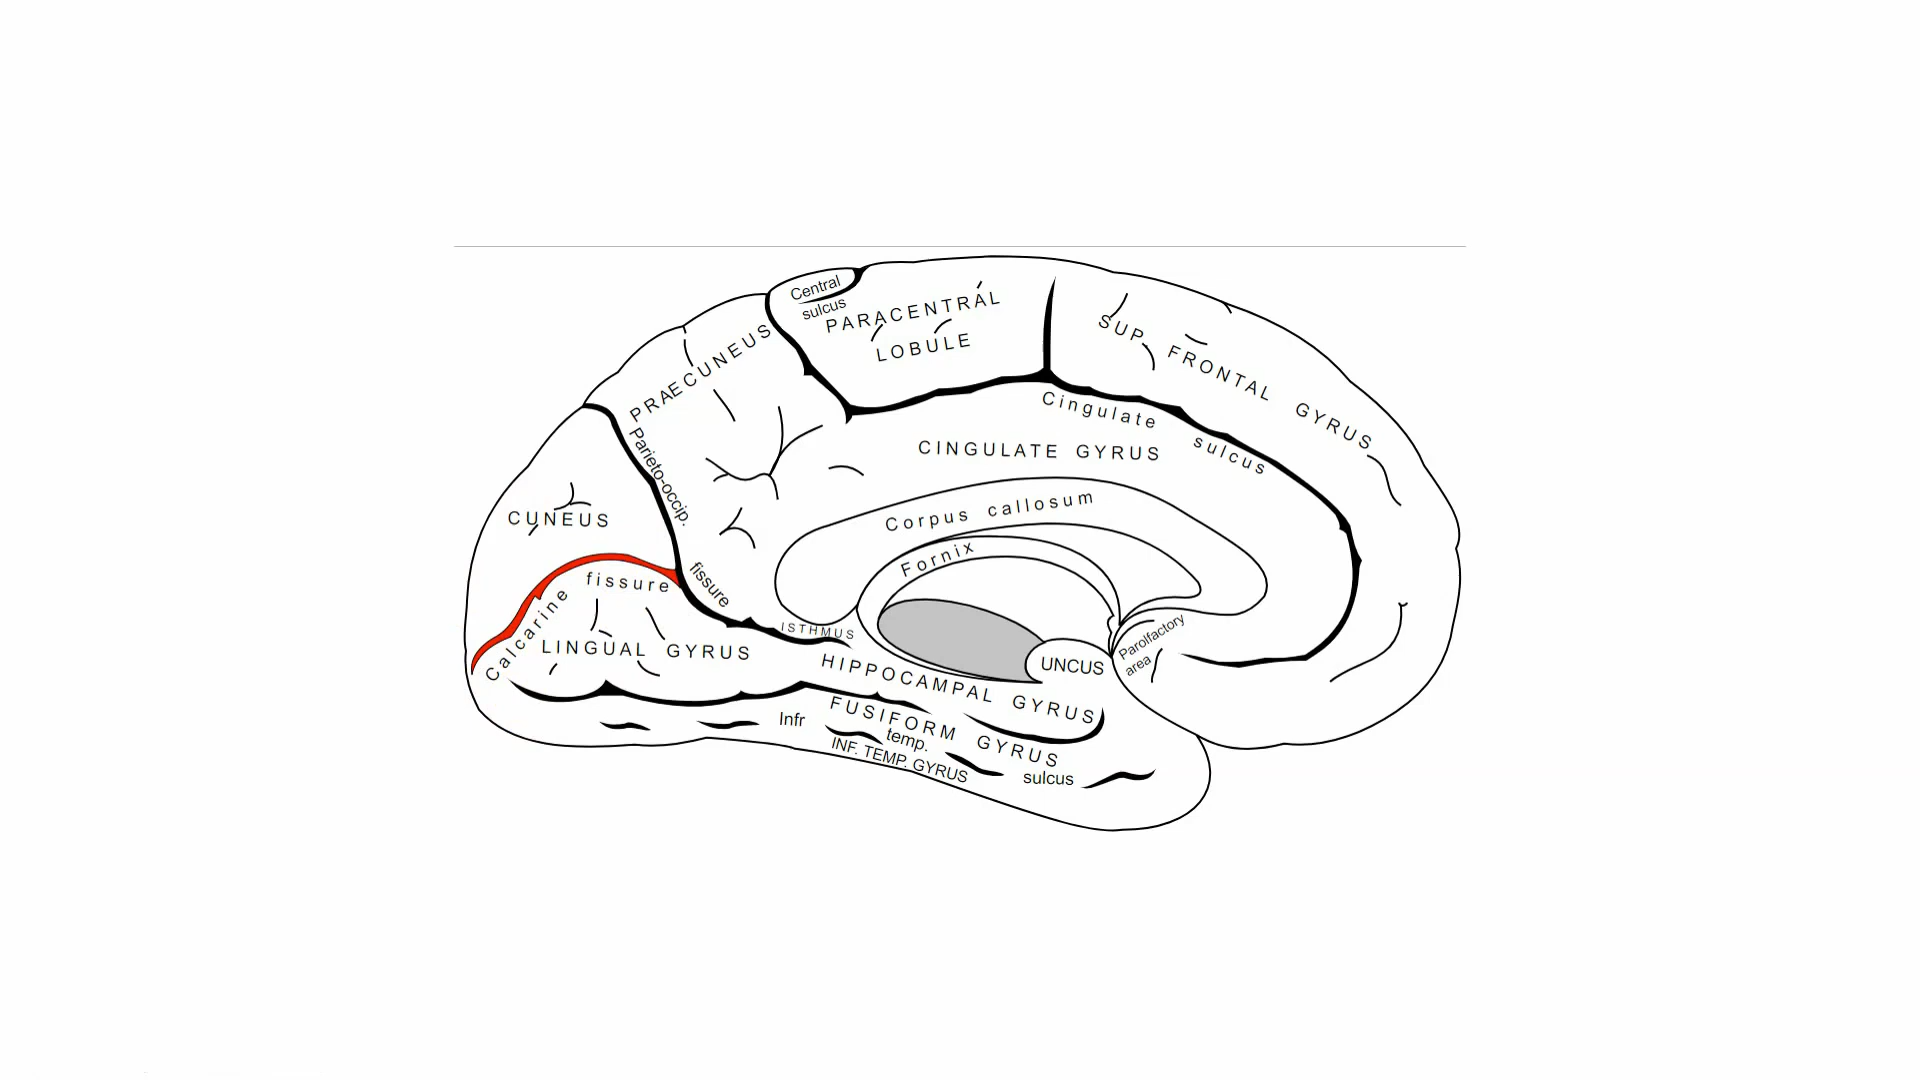 Central
sulcus
PARACENTRAL
LOBULE
SUP. FRONTAL GYRUS
PRAECUNEUS
Cingulate sulcus
CINGULATE GYRUS
Parieto-occip.
fissure
Corpus callosum
CUNEUS
Fornix
Calcarine fissure
ISTHMUS
LINGUAL GYRUS
Parolfactory
area
UNCUS
HIPPOCAMPAL GYRUS
FUSIFORM GYRUS
Infr temp. sulcus
INF. TEMP. GYRUS